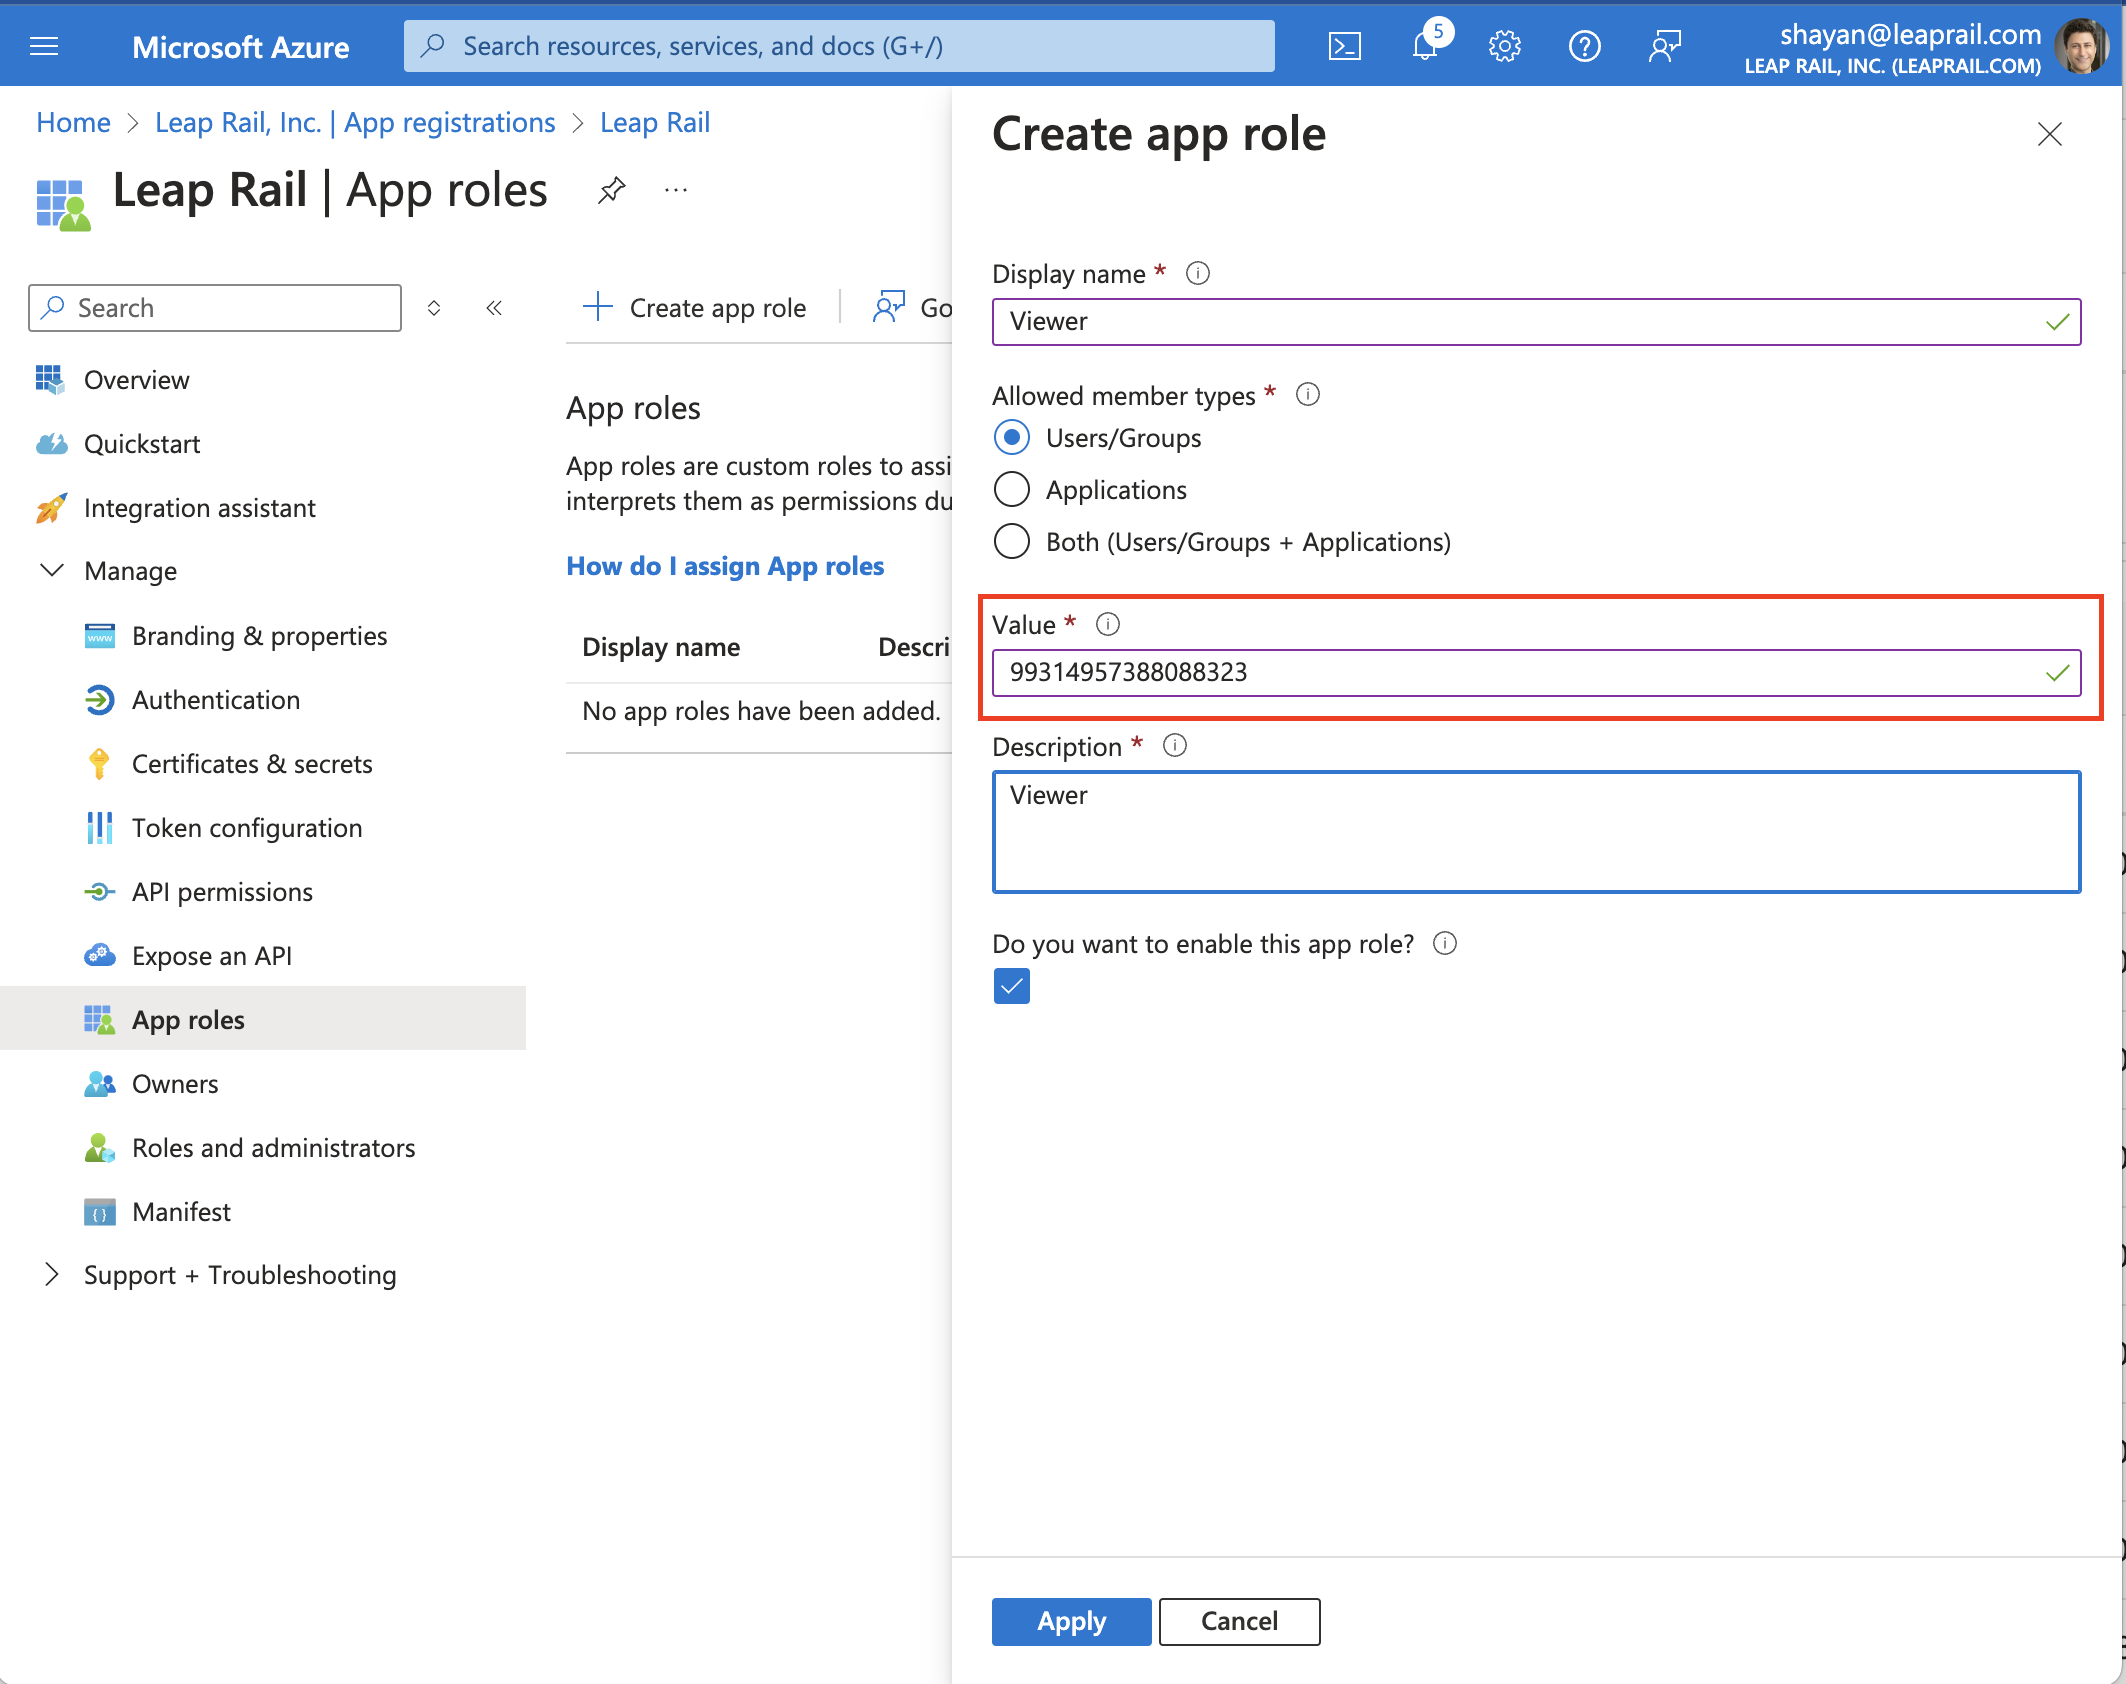 Microsoft Azure
Search resources, services, and docs (G+/)
5
shayan@leaprail.com
LEAP RAIL, INC. (LEAPRAIL.COM)
Home > Leap Rail, Inc. | App registrations > Leap Rail
Leap Rail | App roles
...
Search
Overview
Quickstart
Integration assistant
Manage
Branding & properties
Authentication
Certificates & secrets
Token configuration
API permissions
Expose an API
App roles
Owners
Roles and administrators
Manifest
Support + Troubleshooting
Create app role
Go
App roles
App roles are custom roles to assi
interprets them as permissions du
How do I assign App roles
Display name Descri
No app roles have been added.
Create app role
Display name *
Viewer
Allowed member types *
Users/Groups
Applications
Both (Users/Groups + Applications)
Value *
99314957388088323
Description *
Viewer
Do you want to enable this app role?
Apply Cancel